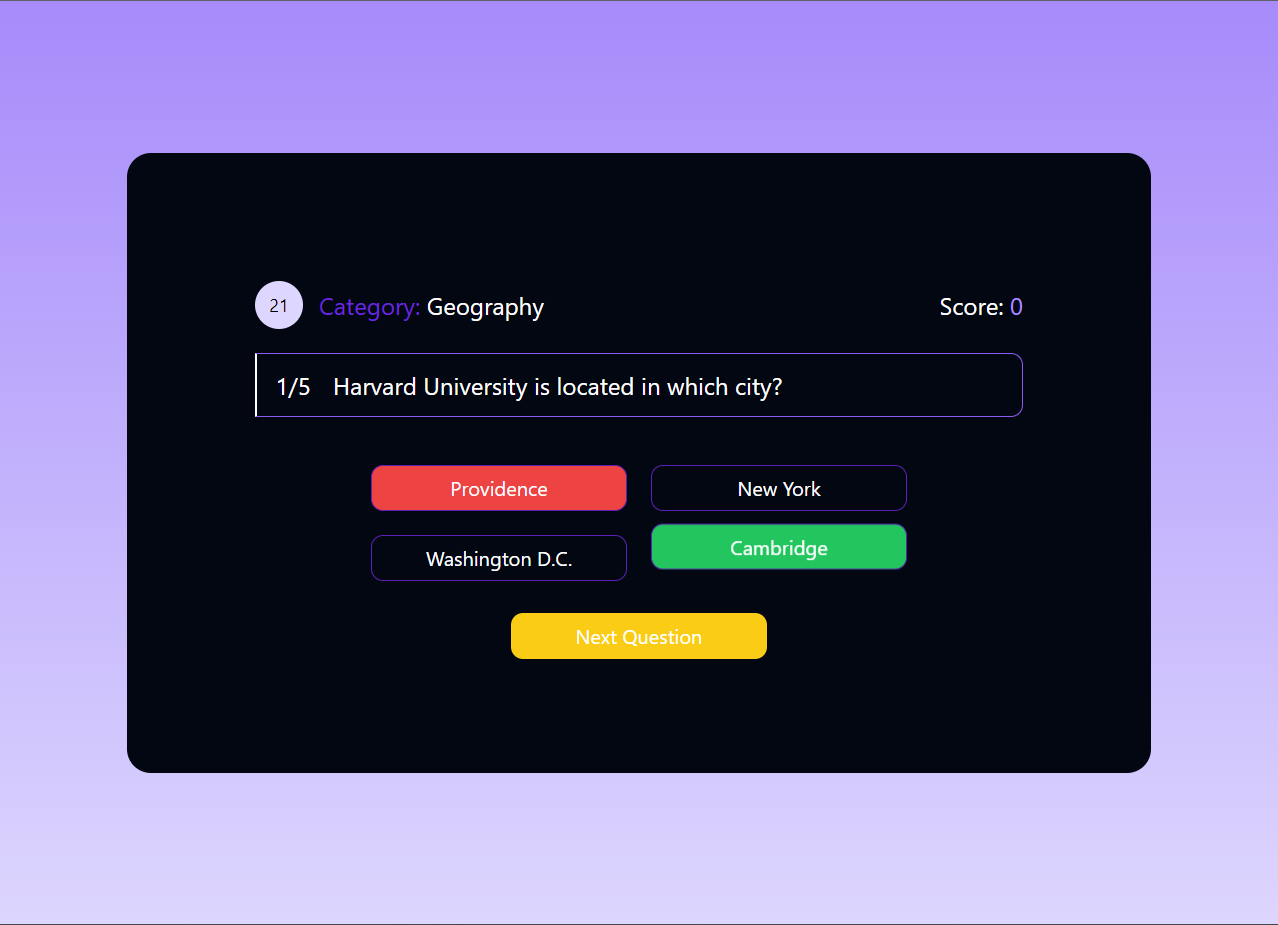 21 Category: Geography Score: 0
1/5 Harvard University is located in which city?
Providence New York
Washington D.C. Cambridge
Next Question